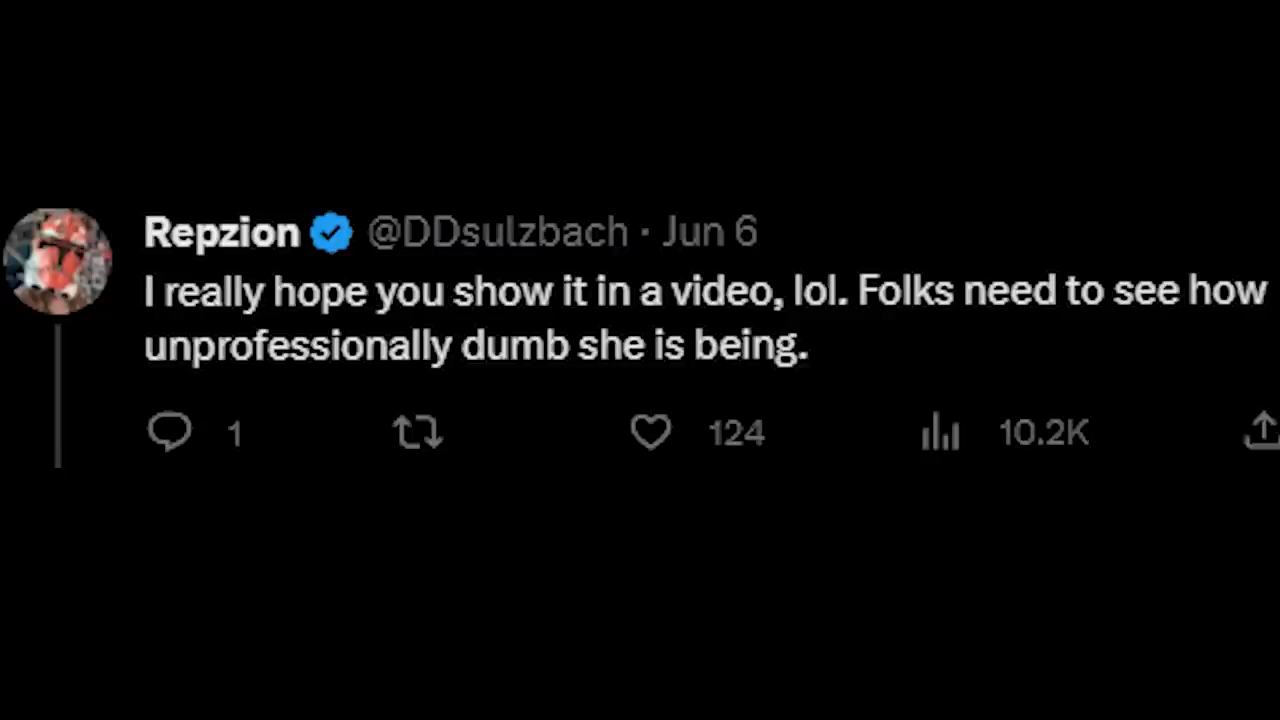 Repzion @DDsulzbach · Jun 6
I really hope you show it in a video, lol. Folks need to see how
unprofessionally dumb she is being.
1 124 10.2K